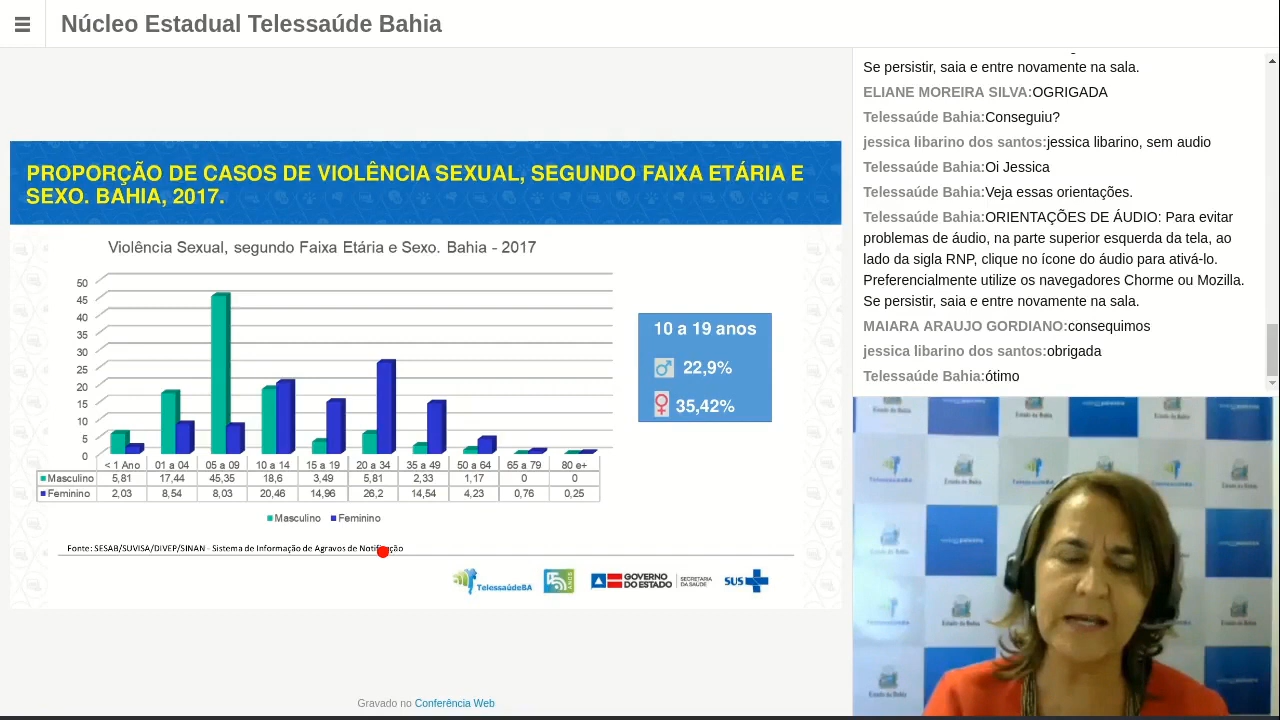 Núcleo Estadual Telessaúde Bahia
PROPORÇÃO DE CASOS DE VIOLÊNCIA SEXUAL, SEGUNDO FAIXA ETÁRIA E
SEXO. BAHIA, 2017.
Violência Sexual, segundo Faixa Etária e Sexo. Bahia - 2017
50
45
40
35
30
25
20
15
10
5
0
< 1 Ano 01 a 04 05 a 09 10 a 14 15 a 19 20 a 34 35 a 49 50 a 64 65 a 79 80 e+
Masculino 5,81 17,44 45,35 18,6 3,49 5,81 2,33 1,17 0 0
Feminino 2,03 8,54 8,03 20,46 14,96 26,2 14,54 4,23 0,76 0,25
Masculino Feminino
10 a 19 anos
22,9%
35,42%
Fonte: SESAB/SUVISA/DIVEP/SINAN - Sistema de Informação de Agravos de Notificação
TelessaúdeBA
GOVERNO
DO ESTADO
SECRETARIA
DA SAÚDE
SUS
Gravado no Conferência Web
Se persistir, saia e entre novamente na sala.
ELIANE MOREIRA SILVA:OGRIGADA
Telessaúde Bahia:Conseguiu?
jessica libarino dos santos:jessica libarino, sem audio
Telessaúde Bahia:Oi Jessica
Telessaúde Bahia:Veja essas orientações.
Telessaúde Bahia:ORIENTAÇÕES DE ÁUDIO: Para evitar
problemas de áudio, na parte superior esquerda da tela, ao
lado da sigla RNP, clique no ícone do áudio para ativá-lo.
Preferencialmente utilize os navegadores Chorme ou Mozilla.
Se persistir, saia e entre novamente na sala.
MAIARA ARAUJO GORDIANO:consequimos
jessica libarino dos santos:obrigada
Telessaúde Bahia:ótimo